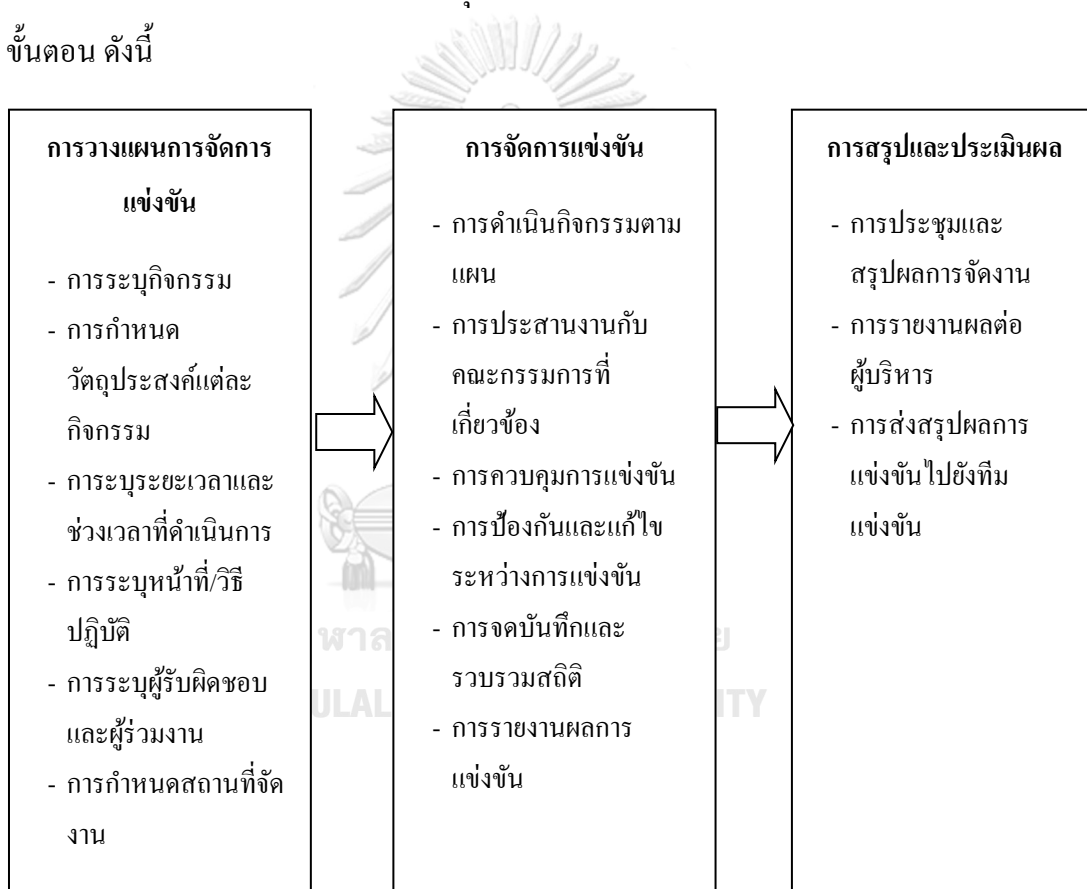 ขั้นตอน ดังนี้
การวางแผนการจัดการ
แข่งขัน
- การระบุกิจกรรม
- การกำหนด
วัตถุประสงค์แต่ละ
กิจกรรม
- การะบุระยะเวลาและ
ช่วงเวลาที่ดำเนินการ
- การระบุหน้าที่/วิธี
ปฏิบัติ
- การระบุผู้รับผิดชอบ
และผู้ร่วมงาน
- การกำหนดสถานที่จัด
งาน
การจัดการแข่งขัน
- การดำเนินกิจกรรมตาม
แผน
- การประสานงานกับ
คณะกรรมการที่
เกี่ยวข้อง
- การควบคุมการแข่งขัน
- การป้องกันและแก้ไข
ระหว่างการแข่งขัน
- การจดบันทึกและ
รวบรวมสถิติ
- การรายงานผลการ
แข่งขัน
การสรุปและประเมินผล
- การประชุมและ
สรุปผลการจัดงาน
- การรายงานผลต่อ
ผู้บริหาร
- การส่งสรุปผลการ
แข่งขันไปยังทีม
แข่งขัน